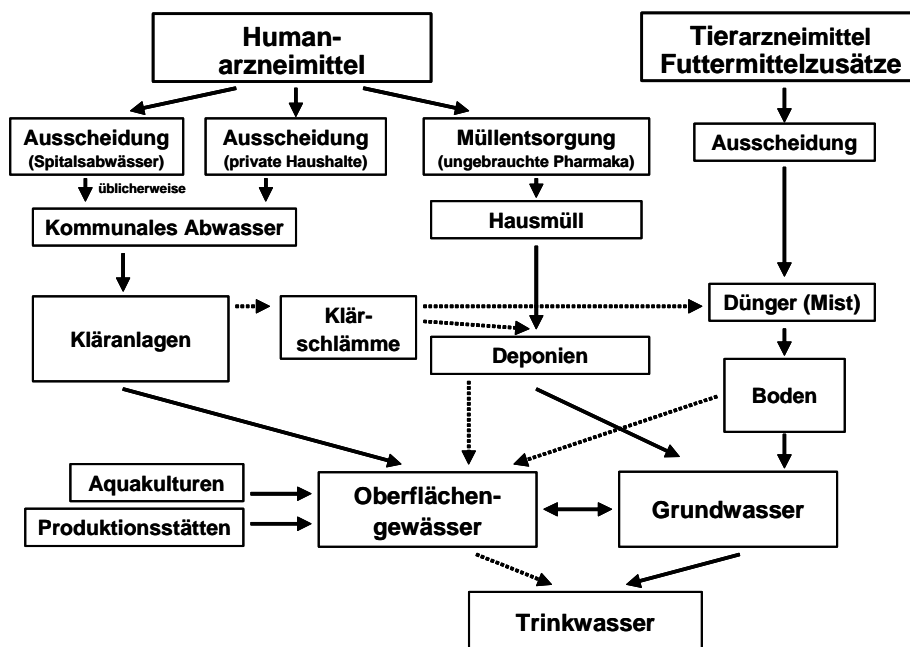 Human-
arzneimittel
Tierarzneimittel
Futtermittelzusätze
Ausscheidung
(Spitalsabwässer)
Ausscheidung
(private Haushalte)
Müllentsorgung
(ungebrauchte Pharmaka)
Ausscheidung
üblicherweise
Kommunales Abwasser
Hausmüll
Kläranlagen
Klär-
schlämme
Dünger (Mist)
Deponien
Boden
Aquakulturen
Produktionsstätten
Oberflächen-
gewässer
Grundwasser
Trinkwasser